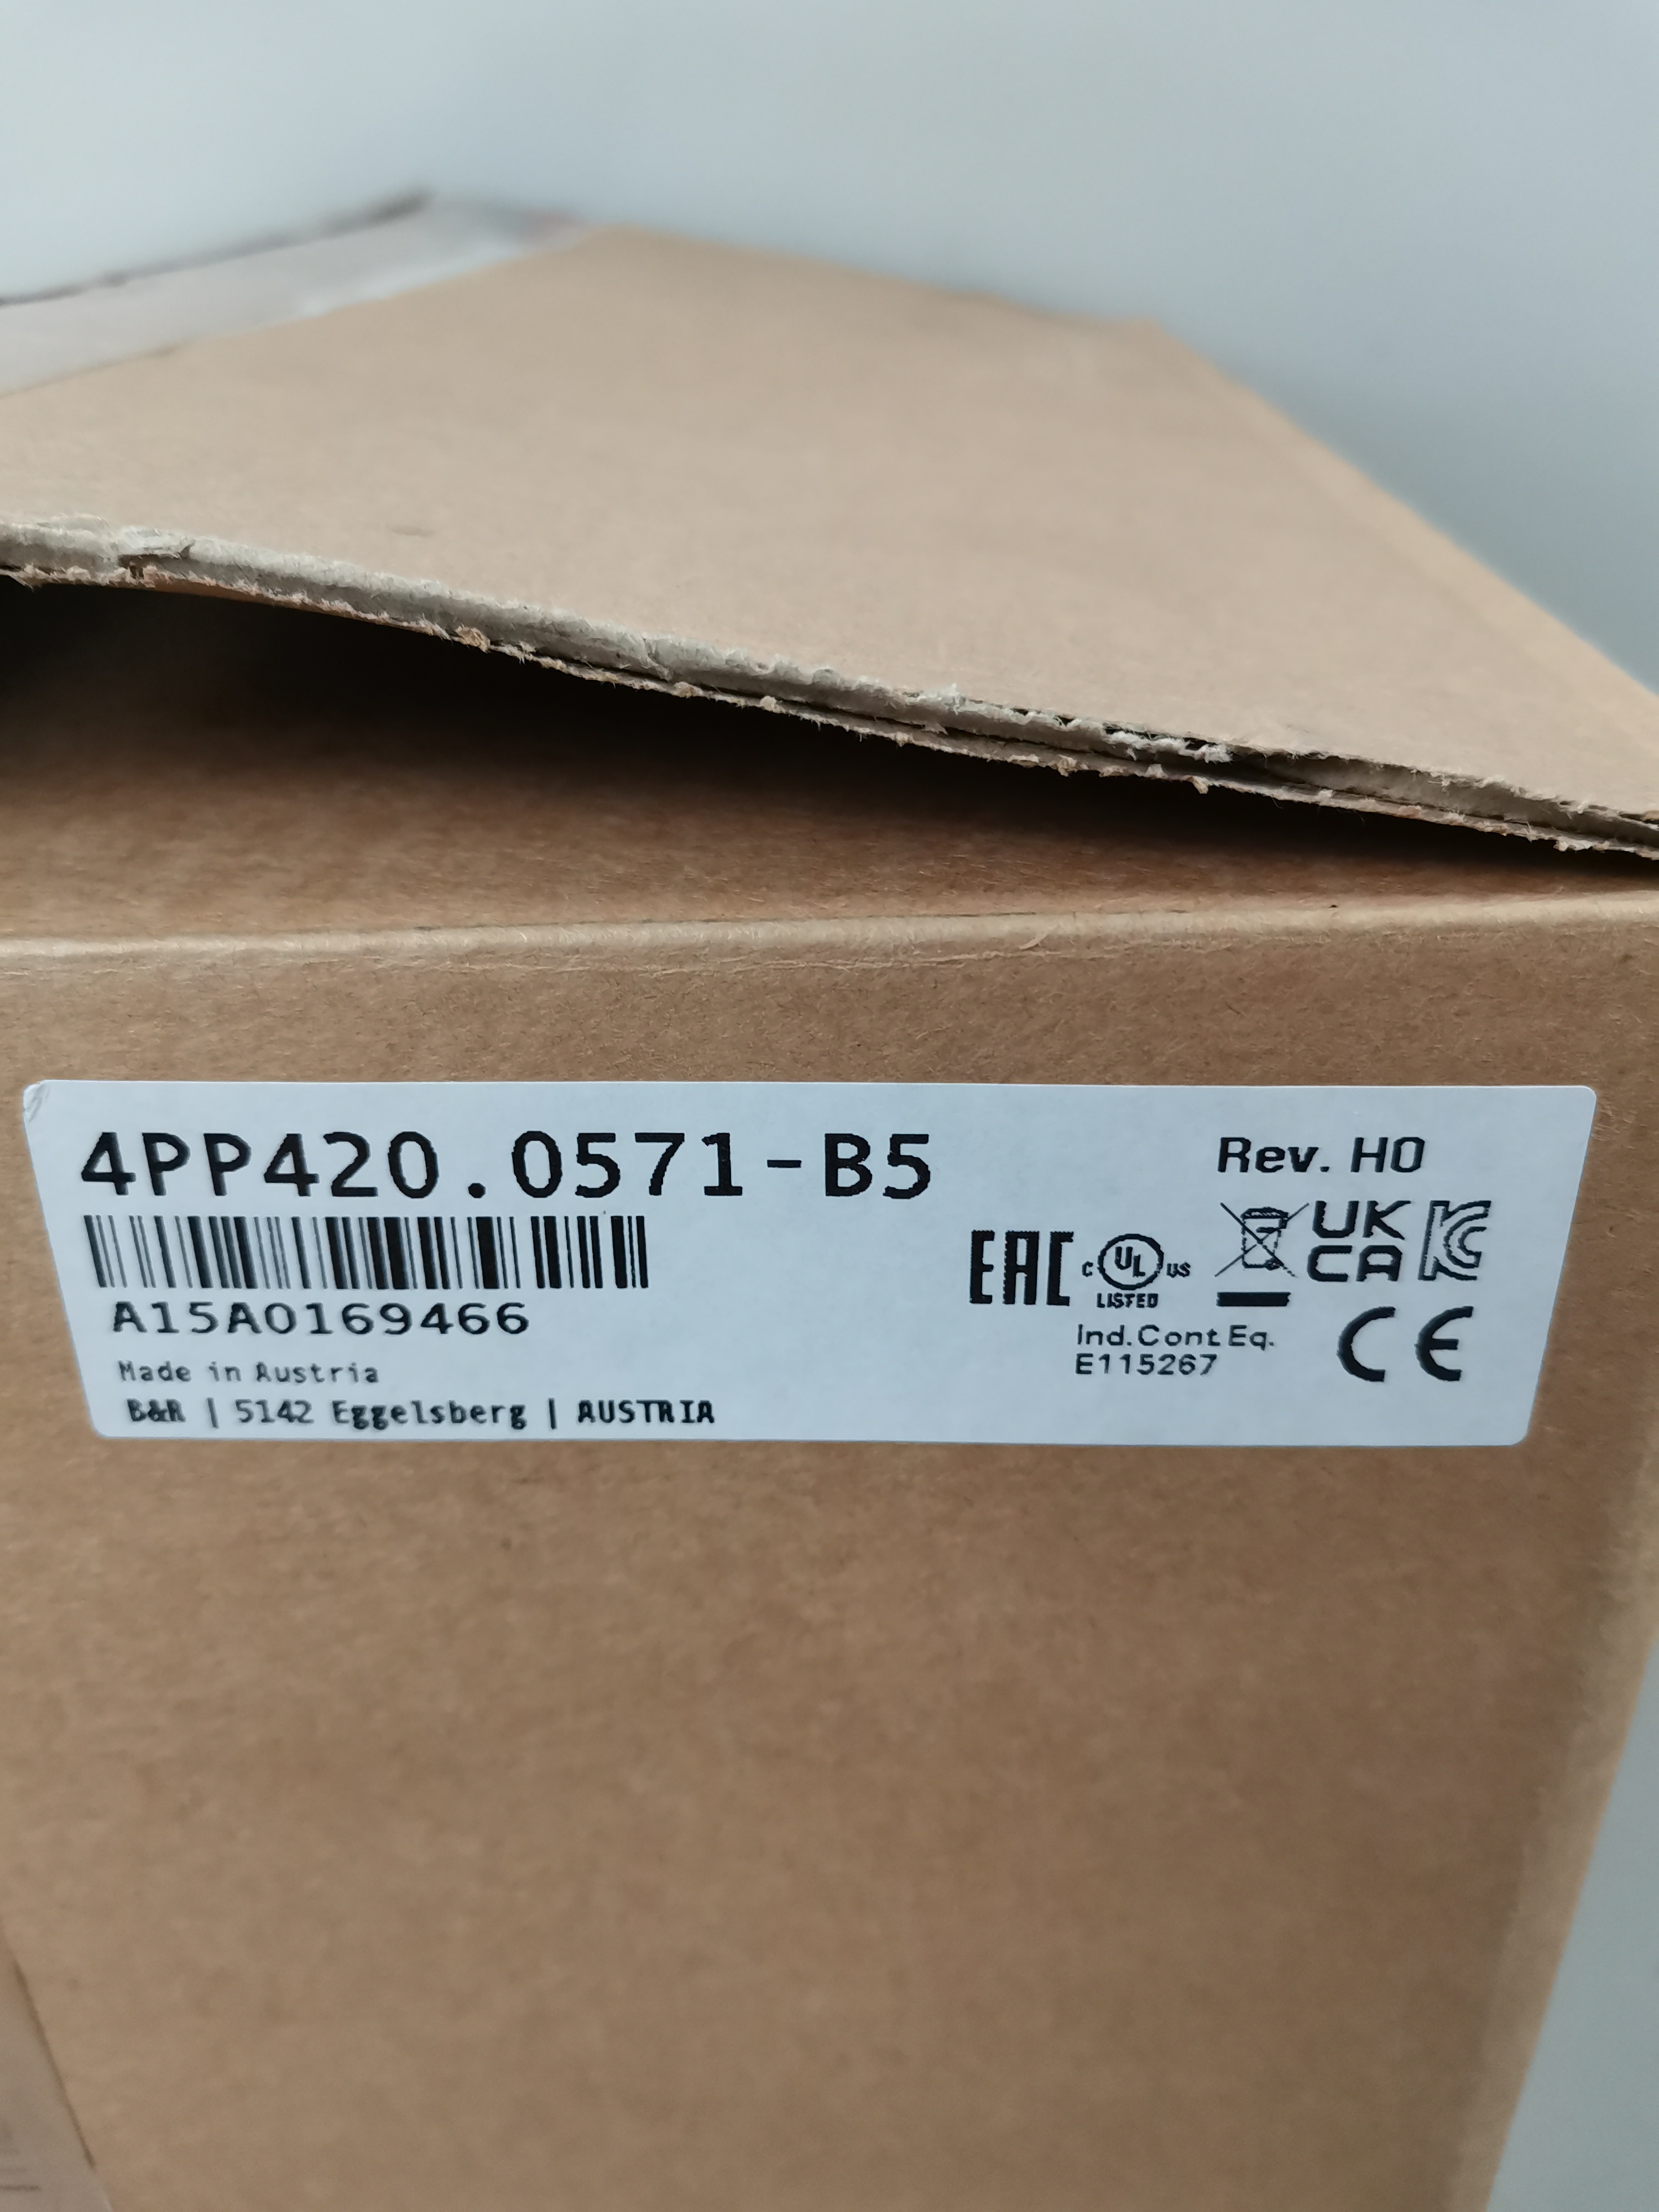 4PP420.0571-B5
Rev. H0
A15A0169466
EAC
c UL us
LISTED
UK
CA
KC
Ind.Cont.Eq.
E115267
CE
Made in Austria
B&R | 5142 Eggelsberg | AUSTRIA